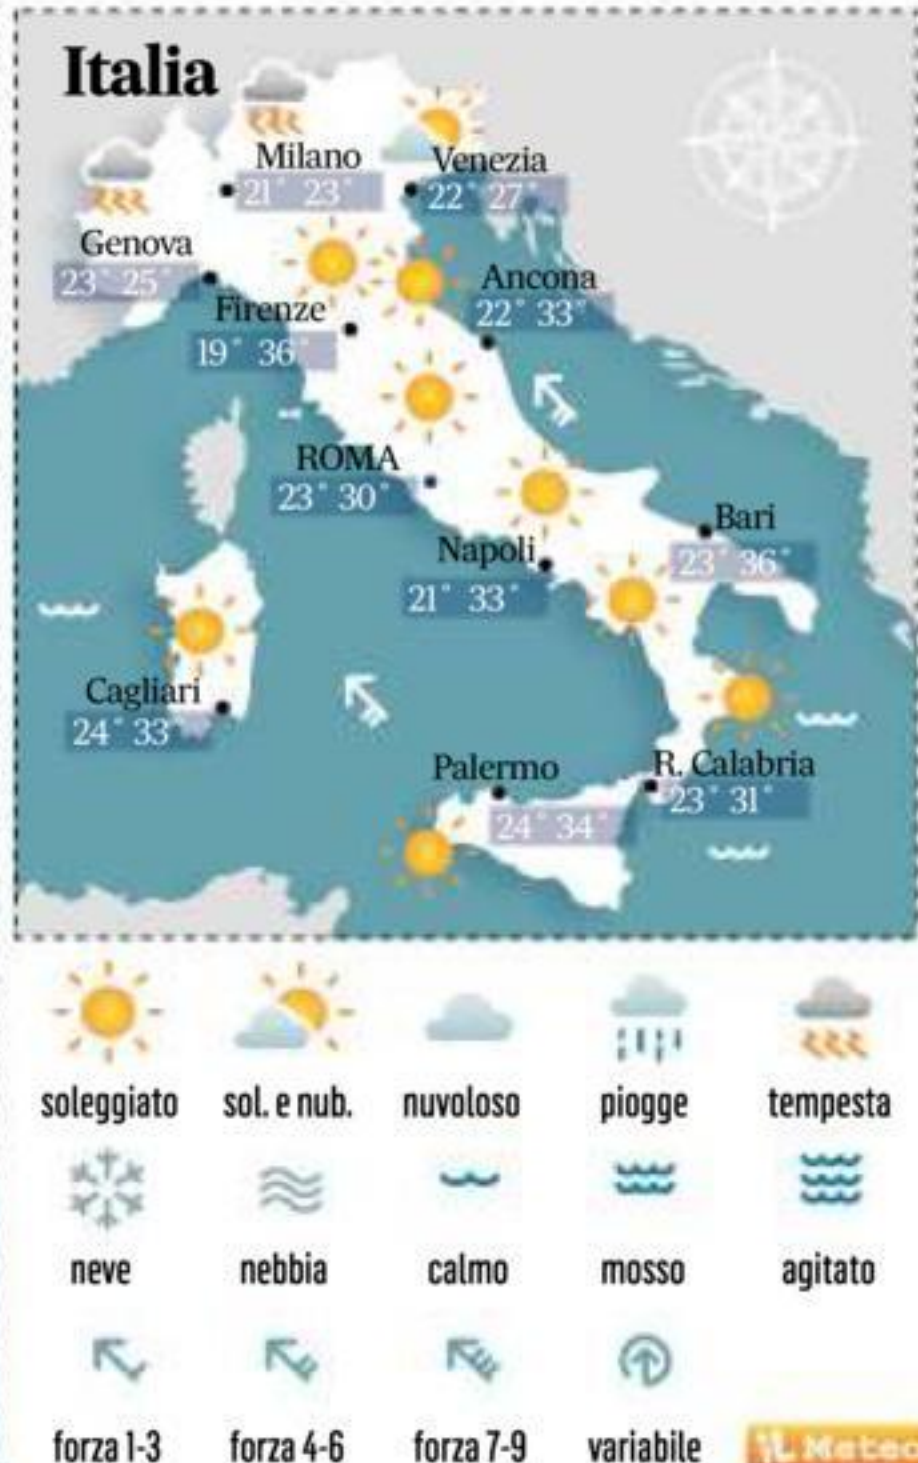 Italia
Milano
21° 23°
Venezia
22° 27°
Genova
23° 25°
Firenze
19° 36°
Ancona
22° 33°
ROMA
23° 30°
Bari
23° 36°
Napoli
21° 33°
Cagliari
24° 33°
Palermo
24° 34°
R. Calabria
23° 31°
soleggiato sol. e nub. nuvoloso piogge tempesta
neve nebbia calmo mosso agitato
forza 1-3 forza 4-6 forza 7-9 variabile
iL Meteo